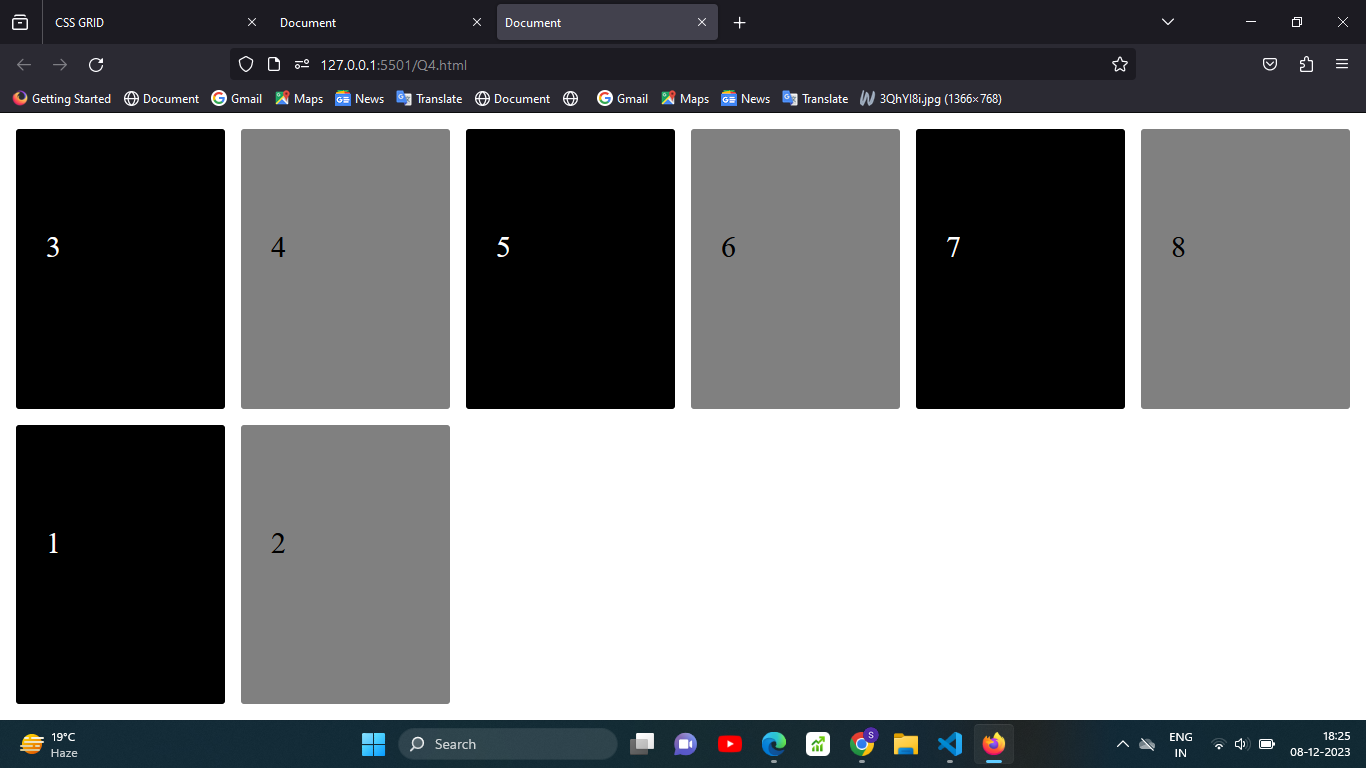 CSS GRID
Document
Document
127.0.0.1:5501/Q4.html
Getting Started Document Gmail Maps News Translate Document Gmail Maps News Translate 3QhYl8i.jpg (1366×768)
3 4 5 6 7 8
1 2
19°C
Haze
Search
S
ENG
IN
18:25
08-12-2023